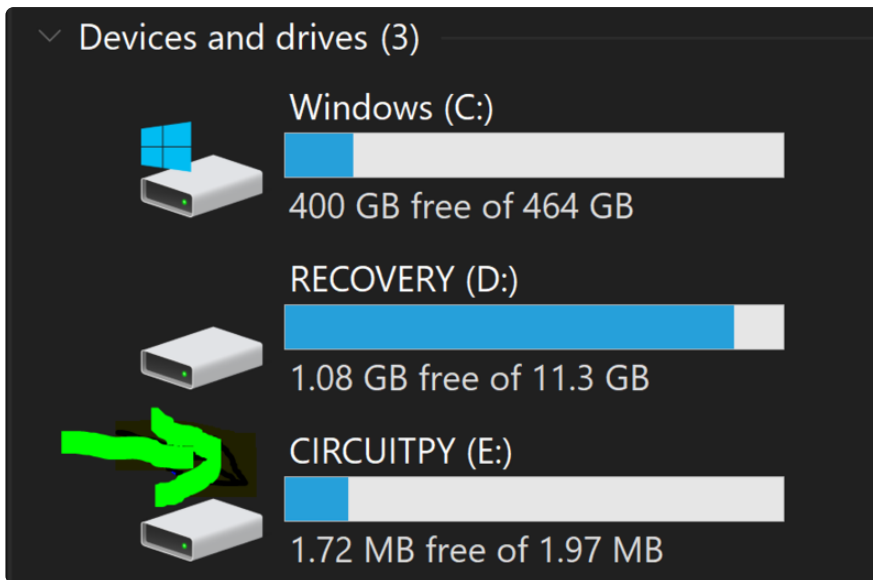 Devices and drives (3)
Windows (C:)
400 GB free of 464 GB
RECOVERY (D:)
1.08 GB free of 11.3 GB
CIRCUITPY (E:)
1.72 MB free of 1.97 MB